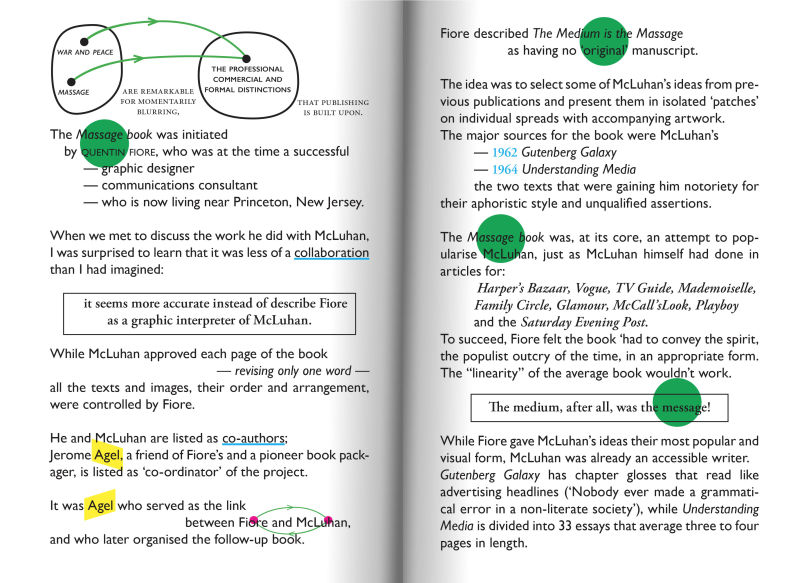 WAR AND PEACE
MASSAGE
THE PROFESSIONAL
COMMERCIAL AND
FORMAL DISTINCTIONS
ARE REMARKABLE
FOR MOMENTARILY
BLURRING,
THAT PUBLISHING
IS BUILT UPON.
The Massage book was initiated
by QUENTIN FIORE, who was at the time a successful
— graphic designer
— communications consultant
— who is now living near Princeton, New Jersey.
When we met to discuss the work he did with McLuhan,
I was surprised to learn that it was less of a collaboration
than I had imagined:
it seems more accurate instead of describe Fiore
as a graphic interpreter of McLuhan.
While McLuhan approved each page of the book
— revising only one word —
all the texts and images, their order and arrangement,
were controlled by Fiore.
He and McLuhan are listed as co-authors;
Jerome Agel, a friend of Fiore's and a pioneer book pack-
ager, is listed as ‘co-ordinator’ of the project.
It was Agel who served as the link
between Fiore and McLuhan,
and who later organised the follow-up book.
Fiore described The Medium is the Massage
as having no ‘original’ manuscript.
The idea was to select some of McLuhan's ideas from pre-
vious publications and present them in isolated ‘patches’
on individual spreads with accompanying artwork.
The major sources for the book were McLuhan's
— 1962 Gutenberg Galaxy
— 1964 Understanding Media
the two texts that were gaining him notoriety for
their aphoristic style and unqualified assertions.
The Massage book was, at its core, an attempt to pop-
ularise McLuhan, just as McLuhan himself had done in
articles for:
Harper's Bazaar, Vogue, TV Guide, Mademoiselle,
Family Circle, Glamour, McCall'sLook, Playboy
and the Saturday Evening Post.
To succeed, Fiore felt the book ‘had to convey the spirit,
the populist outcry of the time, in an appropriate form.
The “linearity” of the average book wouldn't work.
The medium, after all, was the message!
While Fiore gave McLuhan's ideas their most popular and
visual form, McLuhan was already an accessible writer.
Gutenberg Galaxy has chapter glosses that read like
advertising headlines (‘Nobody ever made a grammati-
cal error in a non-literate society’), while Understanding
Media is divided into 33 essays that average three to four
pages in length.